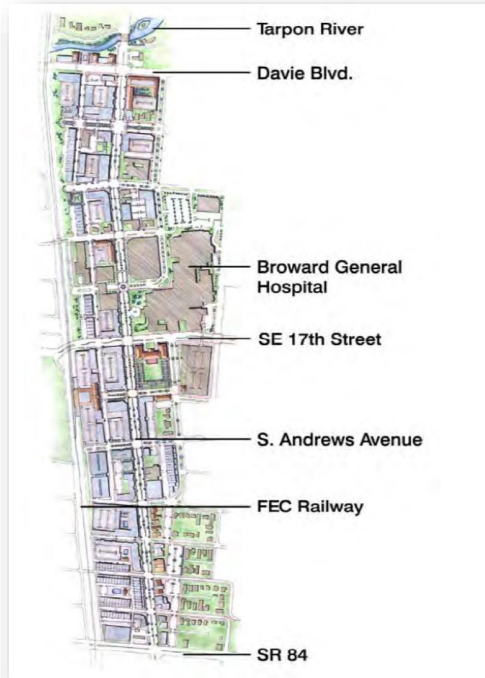 Tarpon River
Davie Blvd.
Broward General
Hospital
SE 17th Street
S. Andrews Avenue
FEC Railway
SR 84